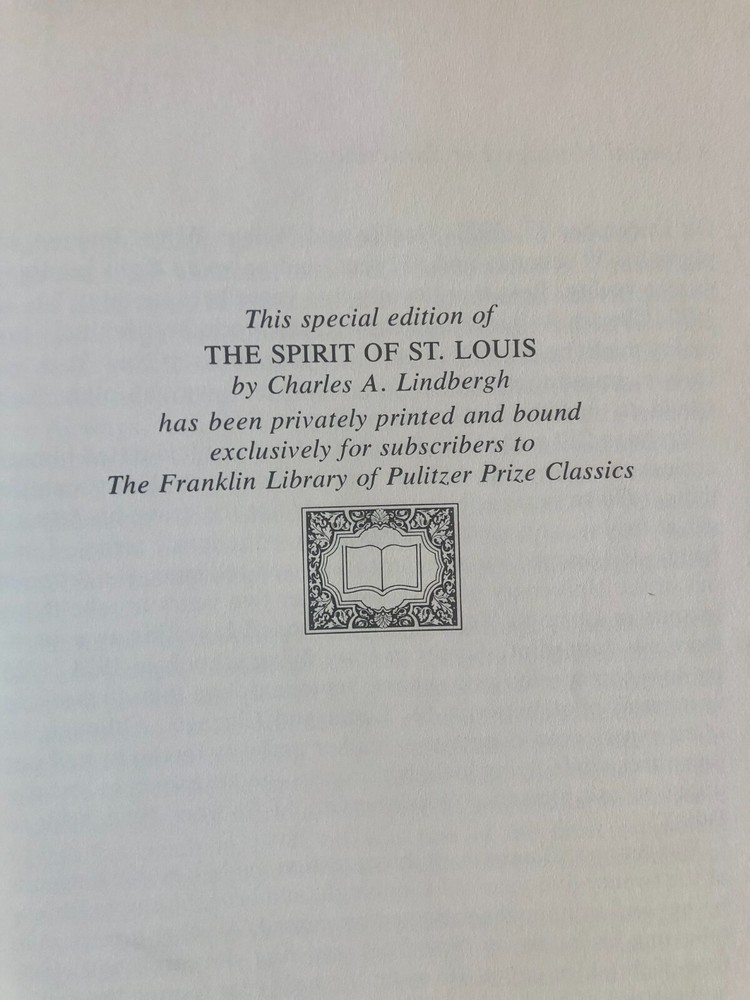 This special edition of
THE SPIRIT OF ST. LOUIS
by Charles A. Lindbergh
has been privately printed and bound
exclusively for subscribers to
The Franklin Library of Pulitzer Prize Classics